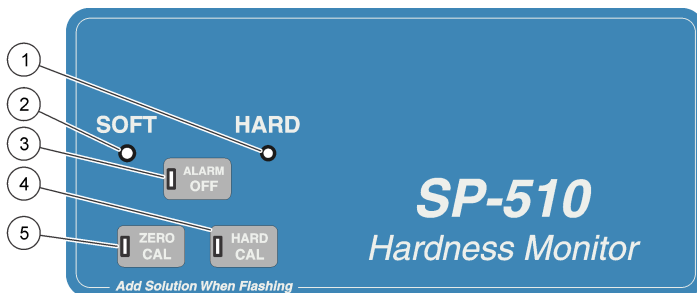 1
2
SOFT HARD
3
ALARM
OFF
4
SP-510
5
ZERO
CAL
HARD
CAL
Hardness Monitor
Add Solution When Flashing